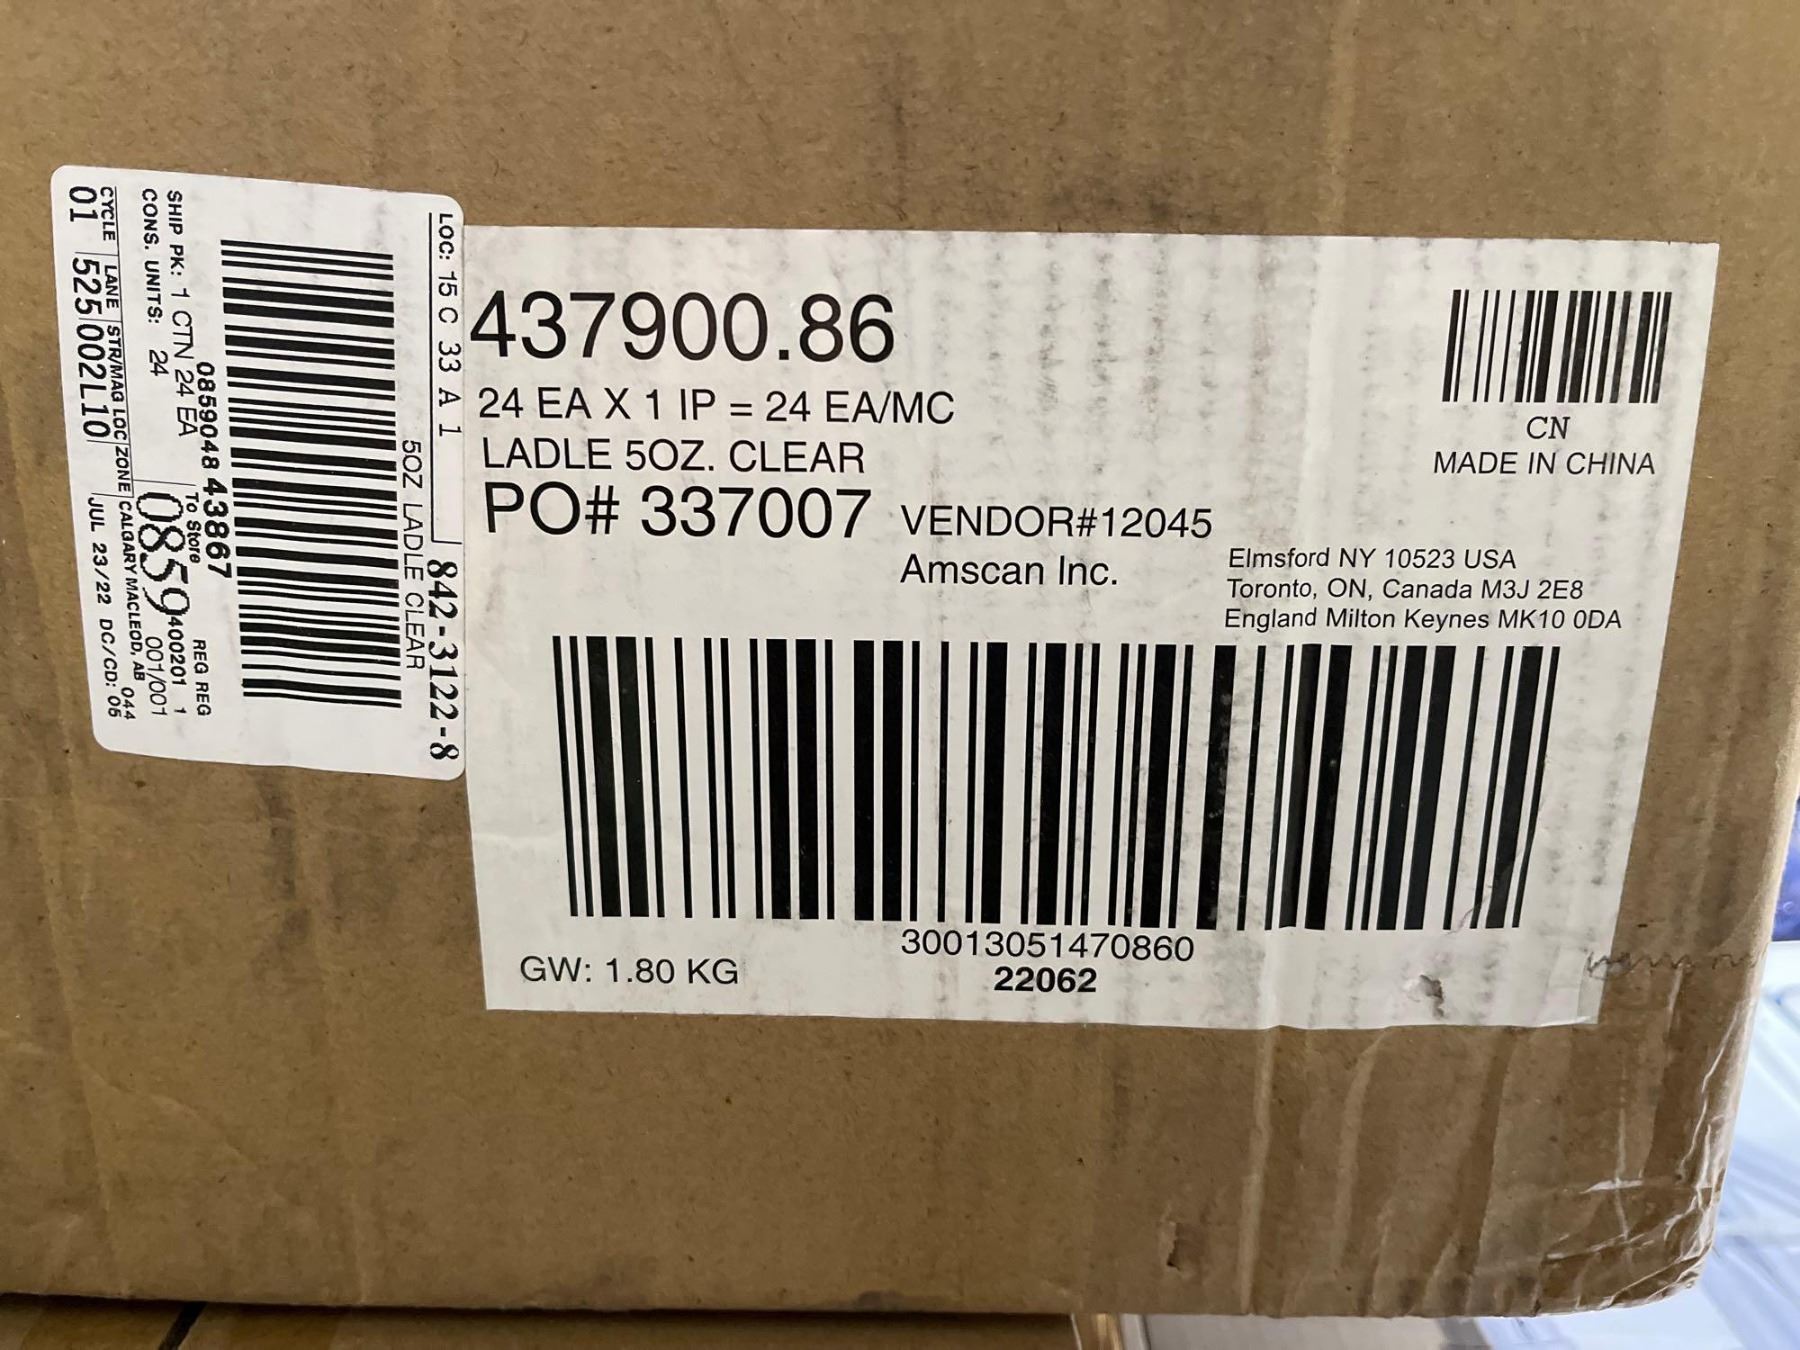 LOC: 15 C 33 A 1
842-3122-8
5OZ LADLE CLEAR
08590484 43867
SHIP PK: 1 CTN 24 EA
CONS. UNITS: 24
To Store
0859
REG REG
400201 1
001/001
CYCLE LANE STR/MAG LOC ZONE CALGARY MACLEOD, AB 044
01 525 002L10 JUL 23/22 DC/CD: 05
437900.86
24 EA X 1 IP = 24 EA/MC
LADLE 5OZ. CLEAR
PO# 337007 VENDOR#12045
Amscan Inc.
Elmsford NY 10523 USA
Toronto, ON, Canada M3J 2E8
England Milton Keynes MK10 0DA
CN
MADE IN CHINA
30013051470860
22062
GW: 1.80 KG